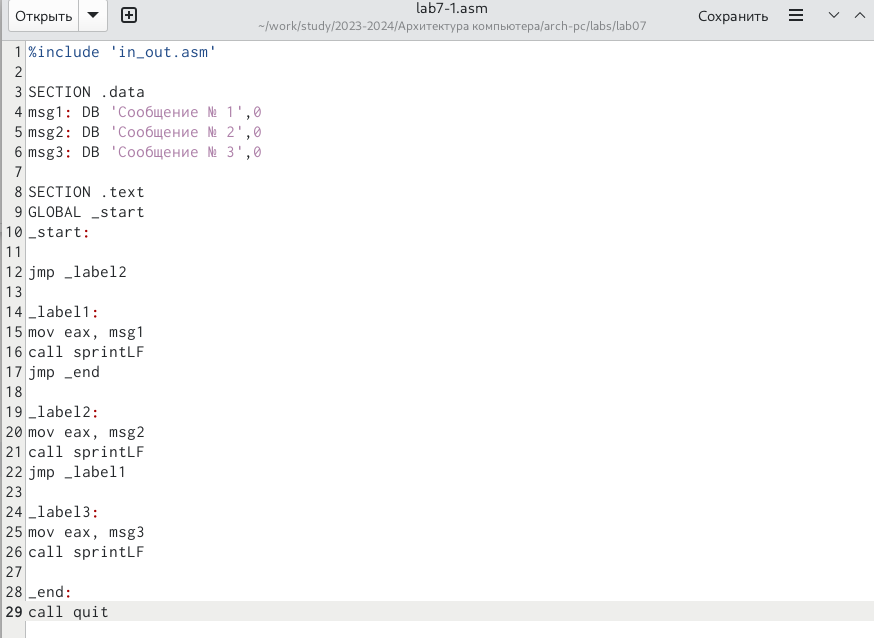 Открыть
lab7-1.asm
~/work/study/2023-2024/Архитектура компьютера/arch-pc/labs/lab07
Сохранить
1 %include 'in_out.asm'
2
3 SECTION .data
4 msg1: DB 'Сообщение № 1',0
5 msg2: DB 'Сообщение № 2',0
6 msg3: DB 'Сообщение № 3',0
7
8 SECTION .text
9 GLOBAL _start
10 _start:
11
12 jmp _label2
13
14 _label1:
15 mov eax, msg1
16 call sprintLF
17 jmp _end
18
19 _label2:
20 mov eax, msg2
21 call sprintLF
22 jmp _label1
23
24 _label3:
25 mov eax, msg3
26 call sprintLF
27
28 _end:
29 call quit